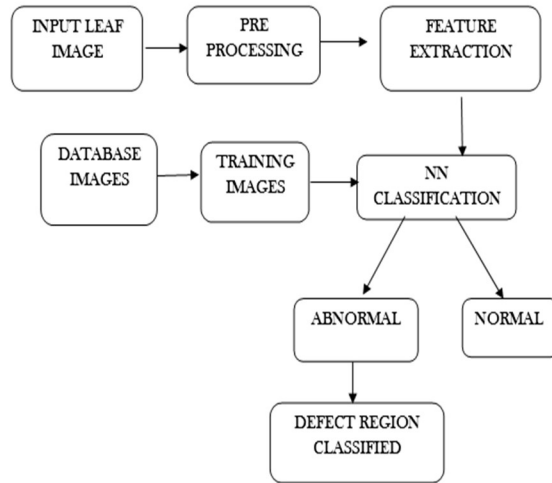 INPUT LEAF
IMAGE
PRE
PROCESSING
FEATURE
EXTRACTION
DATABASE
IMAGES
TRAINING
IMAGES
NN
CLASSIFICATION
ABNORMAL
NORMAL
DEFECT REGION
CLASSIFIED